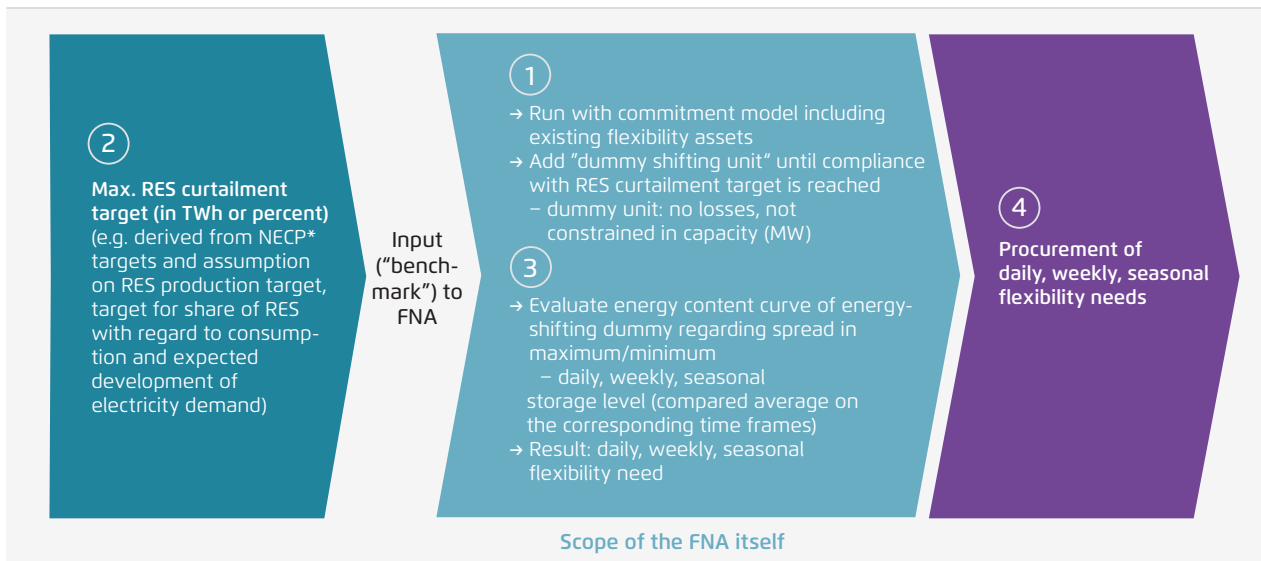 2
Max. RES curtailment
target (in TWh or percent)
(e.g. derived from NECP*
targets and assumption
on RES production target,
target for share of RES
with regard to consump-
tion and expected
development of
electricity demand)
Input
(“bench-
mark”) to
FNA
1
→ Run with commitment model including
existing flexibility assets
→ Add “dummy shifting unit“ until compliance
with RES curtailment target is reached
– dummy unit: no losses, not
constrained in capacity (MW)
3
→ Evaluate energy content curve of energy-
shifting dummy regarding spread in
maximum/minimum
– daily, weekly, seasonal
storage level (compared average on
the corresponding time frames)
→ Result: daily, weekly, seasonal
flexibility need
4
Procurement of
daily, weekly, seasonal
flexibility needs
Scope of the FNA itself